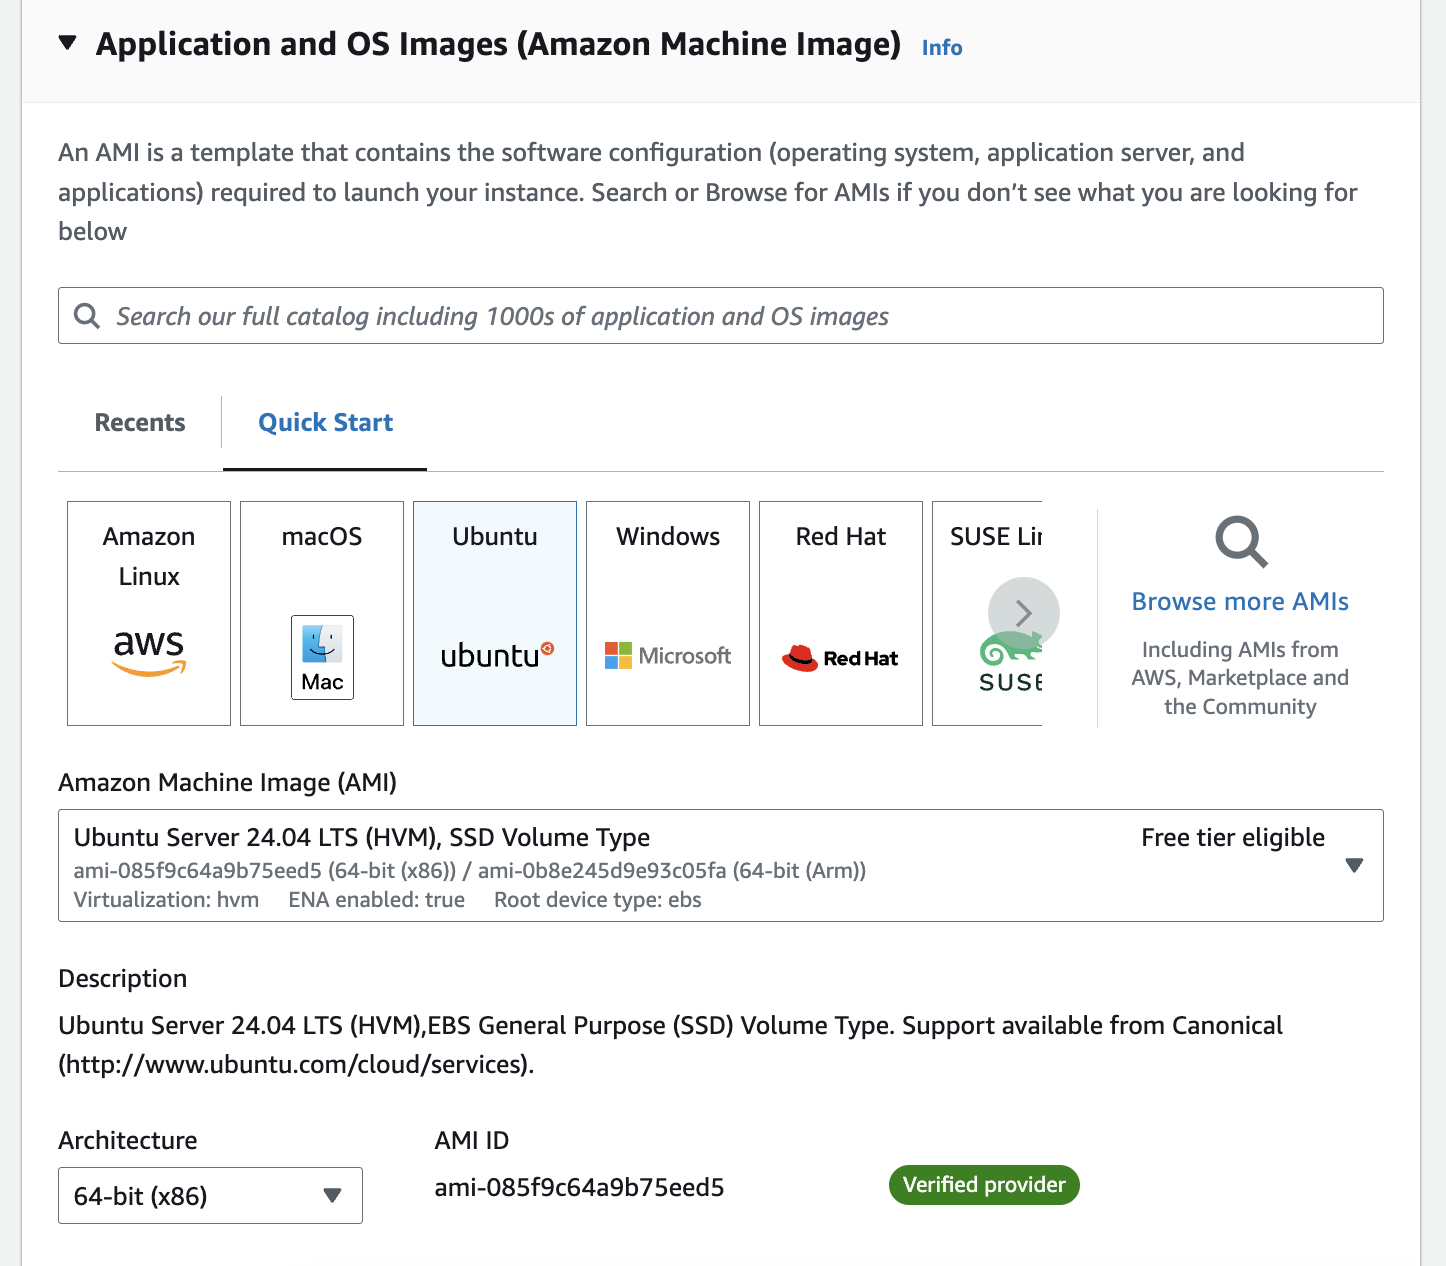 Application and OS Images (Amazon Machine Image) Info
An AMI is a template that contains the software configuration (operating system, application server, and
applications) required to launch your instance. Search or Browse for AMIs if you don’t see what you are looking for
below
Search our full catalog including 1000s of application and OS images
Recents
Quick Start
Amazon
Linux
aws
macOS
Mac
Ubuntu
ubuntu
Windows
Microsoft
Red Hat
Red Hat
SUSE Lin
SUSE
Browse more AMIs
Including AMIs from
AWS, Marketplace and
the Community
Amazon Machine Image (AMI)
Ubuntu Server 24.04 LTS (HVM), SSD Volume Type
Free tier eligible
ami-085f9c64a9b75eed5 (64-bit (x86)) / ami-0b8e245d9e93c05fa (64-bit (Arm))
Virtualization: hvm ENA enabled: true Root device type: ebs
Description
Ubuntu Server 24.04 LTS (HVM),EBS General Purpose (SSD) Volume Type. Support available from Canonical
(http://www.ubuntu.com/cloud/services).
Architecture
64-bit (x86)
AMI ID
ami-085f9c64a9b75eed5
Verified provider